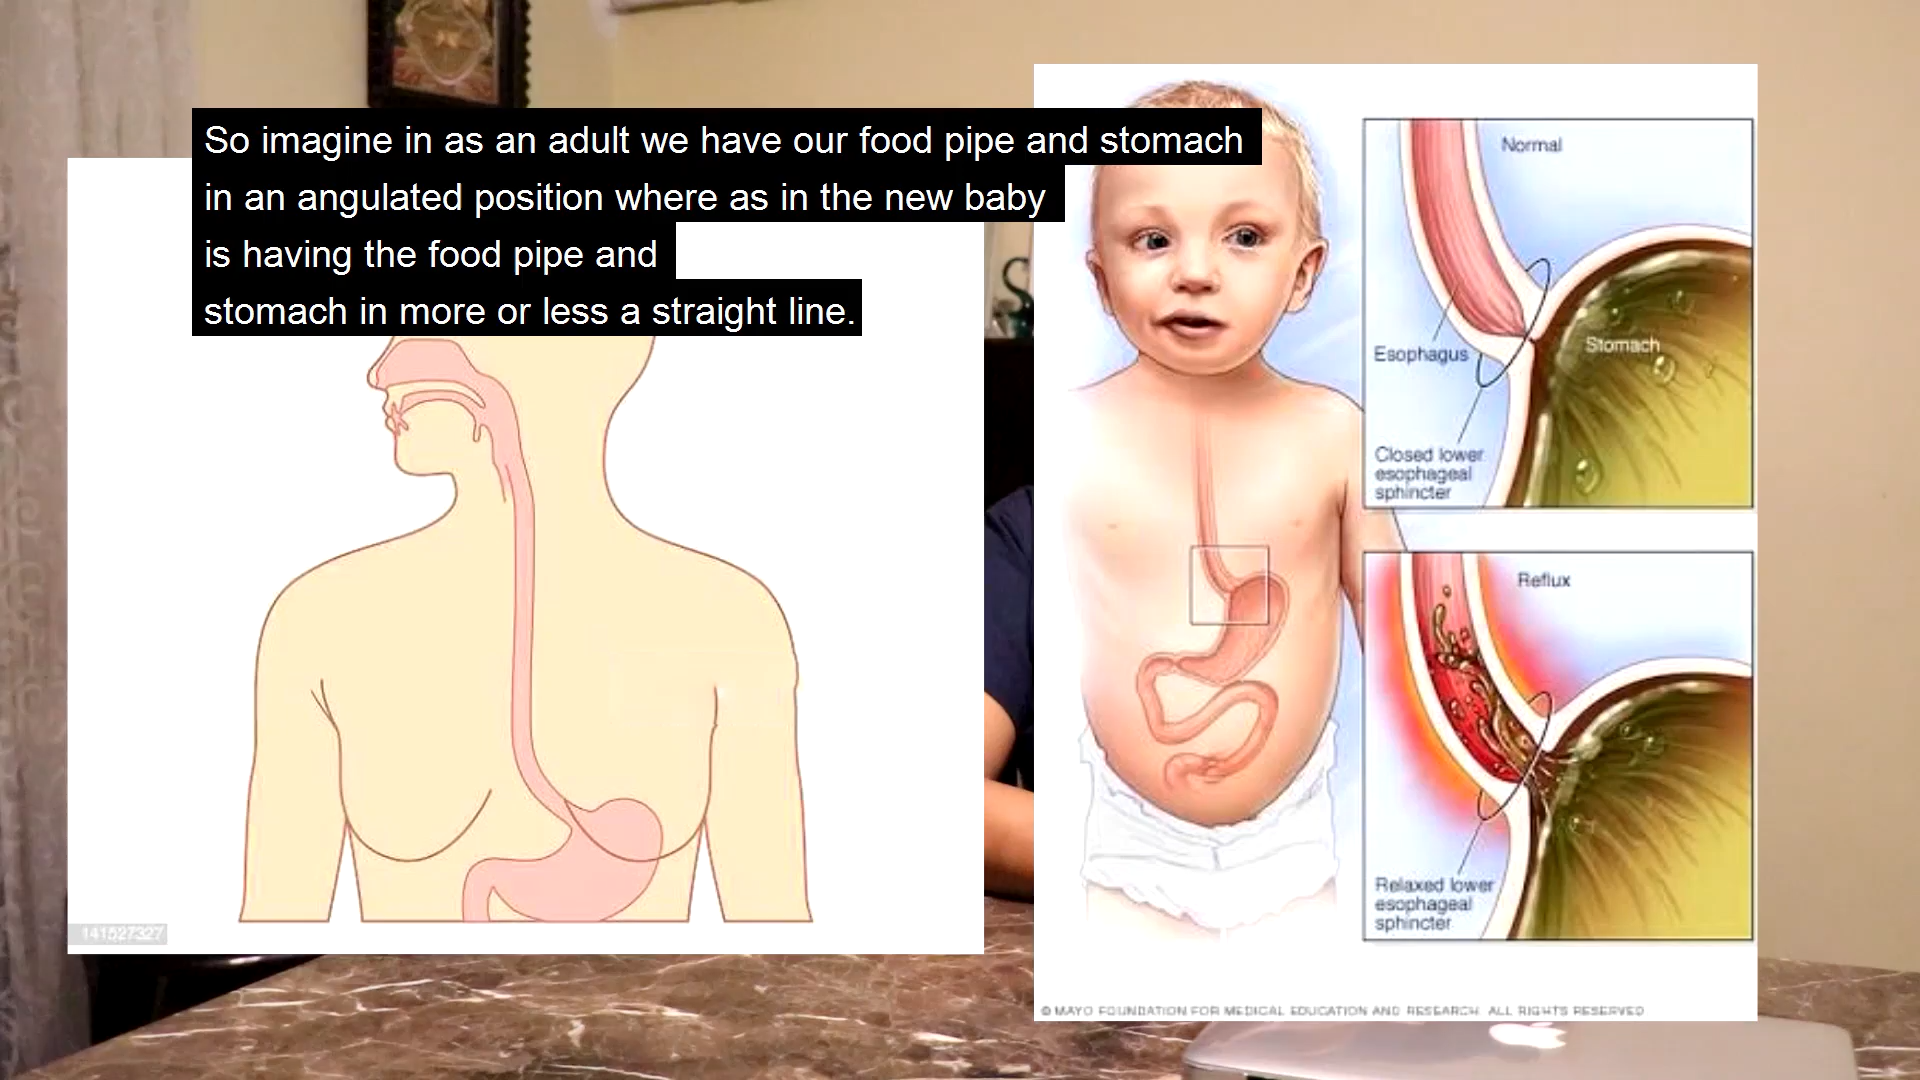 So imagine in as an adult we have our food pipe and stomach
in an angulated position where as in the new baby
is having the food pipe and
stomach in more or less a straight line.
Normal
Esophagus
Stomach
Closed lower
esophageal
sphincter
Reflux
Relaxed lower
esophageal
sphincter
141527327
© MAYO FOUNDATION FOR MEDICAL EDUCATION AND RESEARCH. ALL RIGHTS RESERVED